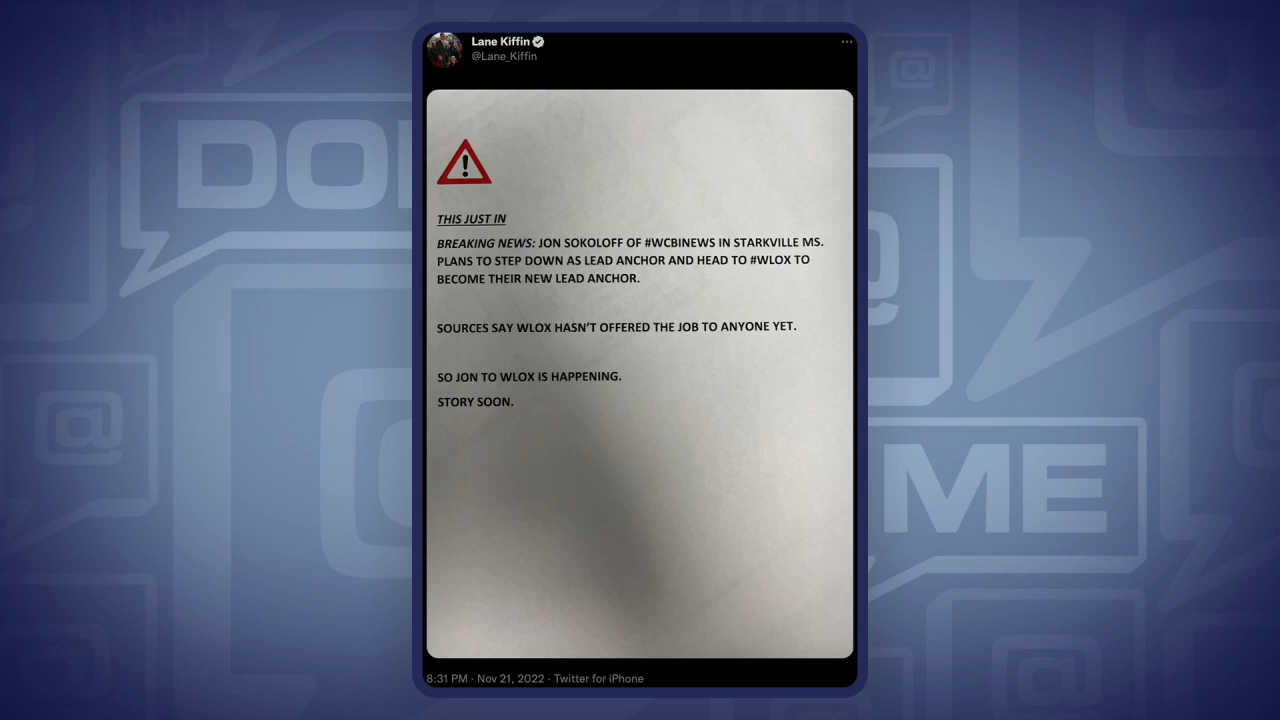 Lane Kiffin
@Lane_Kiffin
THIS JUST IN
BREAKING NEWS: JON SOKOLOFF OF #WCBINEWS IN STARKVILLE MS.
PLANS TO STEP DOWN AS LEAD ANCHOR AND HEAD TO #WLOX TO
BECOME THEIR NEW LEAD ANCHOR.
SOURCES SAY WLOX HASN'T OFFERED THE JOB TO ANYONE YET.
SO JON TO WLOX IS HAPPENING.
STORY SOON.
8:31 PM · Nov 21, 2022 · Twitter for iPhone
ME